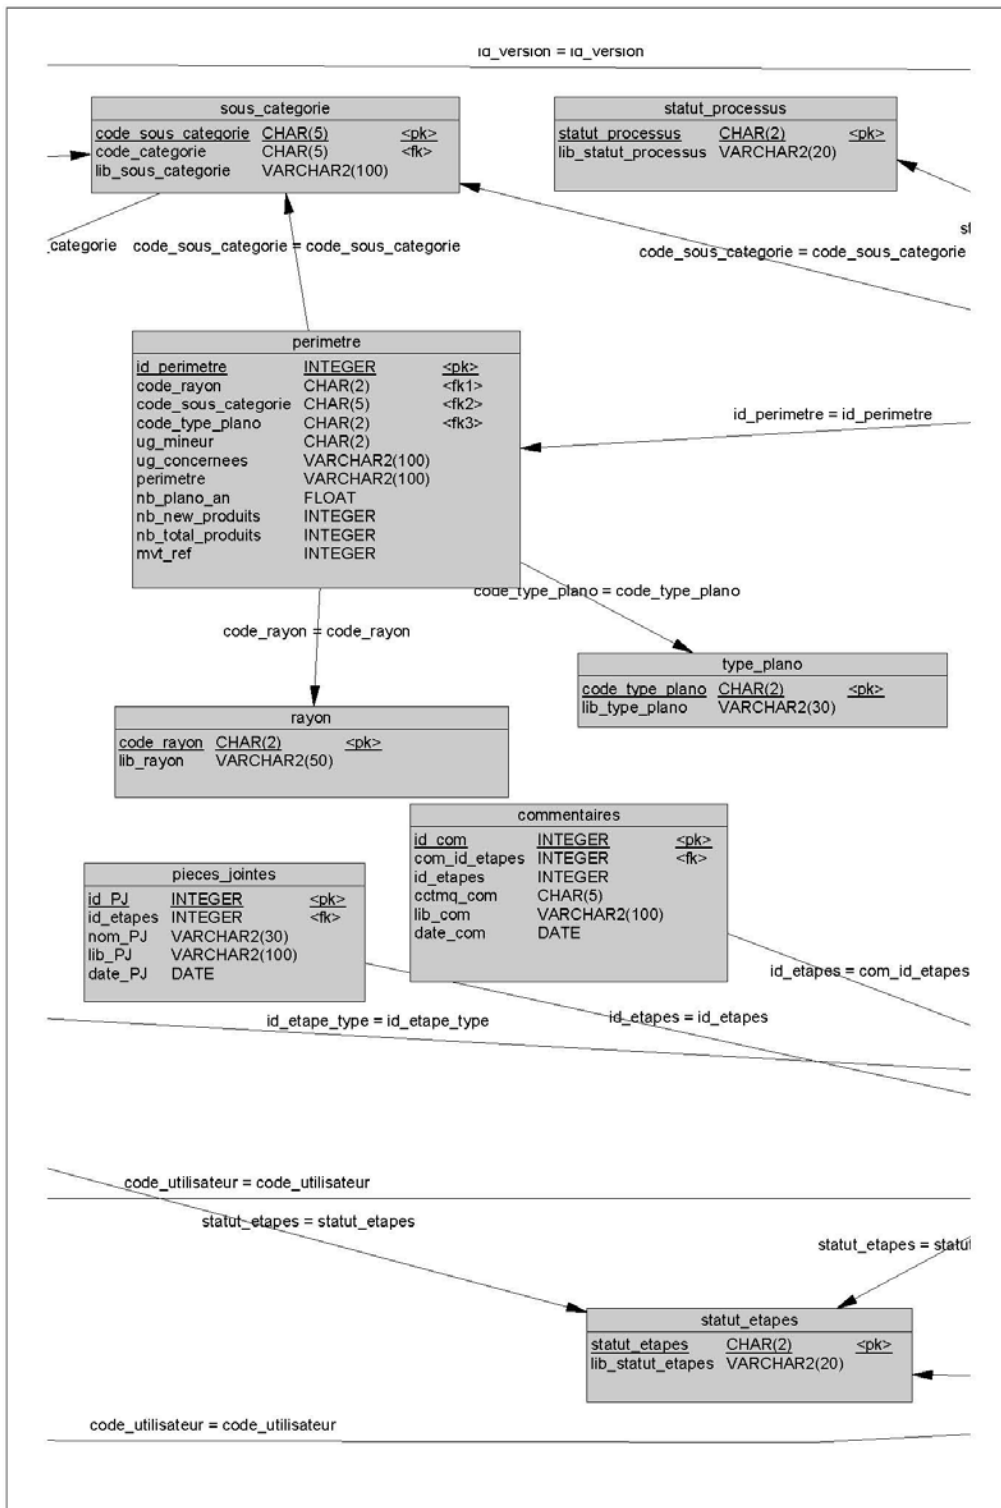 id_version = id_version
sous_categorie
code_sous_categorie CHAR(5) <pk>
code_categorie CHAR(5) <fk>
lib_sous_categorie VARCHAR2(100)
statut_processus
statut_processus CHAR(2) <pk>
lib_statut_processus VARCHAR2(20)
_categorie
code_sous_categorie = code_sous_categorie
st
code_sous_categorie = code_sous_categorie
perimetre
id_perimetre INTEGER <pk>
code_rayon CHAR(2) <fk1>
code_sous_categorie CHAR(5) <fk2>
code_type_plano CHAR(2) <fk3>
ug_mineur CHAR(2)
ug_concernees VARCHAR2(100)
perimetre VARCHAR2(100)
nb_plano_an FLOAT
nb_new_produits INTEGER
nb_total_produits INTEGER
mvt_ref INTEGER
id_perimetre = id_perimetre
code_type_plano = code_type_plano
code_rayon = code_rayon
type_plano
code_type_plano CHAR(2) <pk>
lib_type_plano VARCHAR2(30)
rayon
code_rayon CHAR(2) <pk>
lib_rayon VARCHAR2(50)
commentaires
id_com INTEGER <pk>
com_id_etapes INTEGER <fk>
id_etapes INTEGER
cctmq_com CHAR(5)
lib_com VARCHAR2(100)
date_com DATE
pieces_jointes
id_PJ INTEGER <pk>
id_etapes INTEGER <fk>
nom_PJ VARCHAR2(30)
lib_PJ VARCHAR2(100)
date_PJ DATE
id_etapes = com_id_etapes
id_etape_type = id_etape_type
id_etapes = id_etapes
code_utilisateur = code_utilisateur
statut_etapes = statut_etapes
statut_etapes = statut
statut_etapes
statut_etapes CHAR(2) <pk>
lib_statut_etapes VARCHAR2(20)
code_utilisateur = code_utilisateur